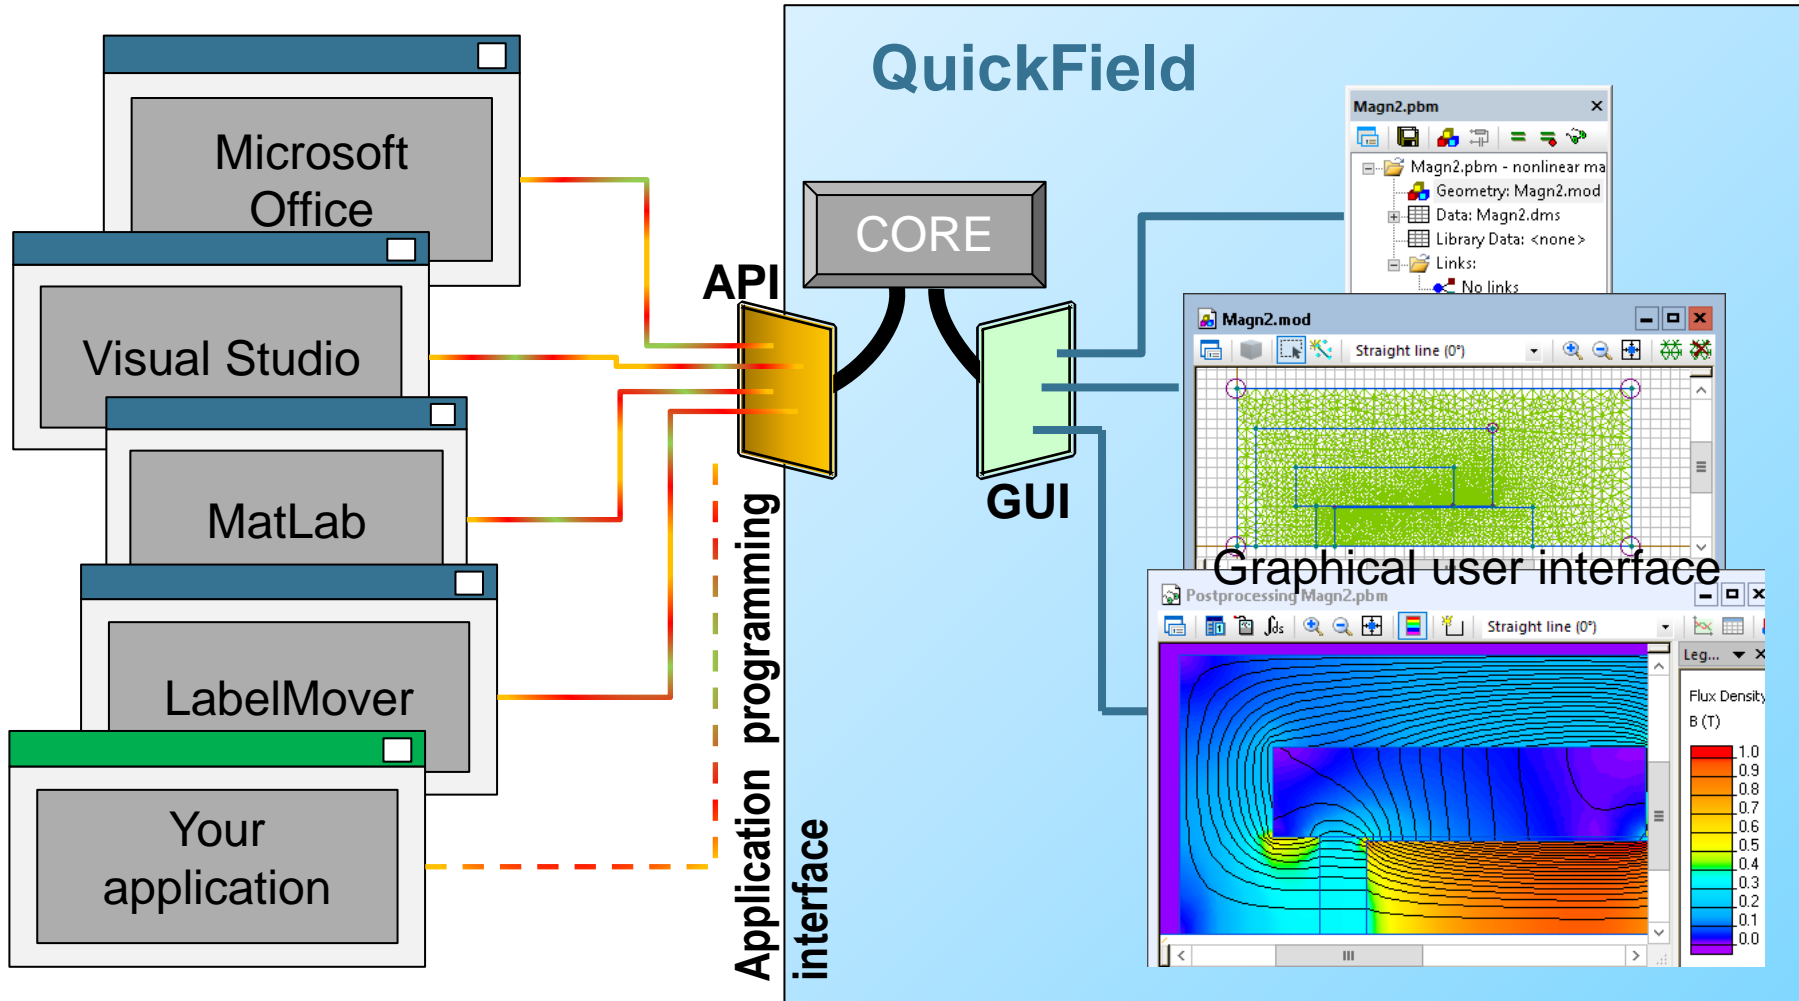 QuickField
Microsoft
Office
Visual Studio
MatLab
LabelMover
Your
application
API
Application programming
interface
CORE
GUI
Graphical user interface
Magn2.pbm
Magn2.pbm - nonlinear ma
Geometry: Magn2.mod
Data: Magn2.dms
Library Data: <none>
Links:
No links
Magn2.mod
Straight line (0°)
Postprocessing Magn2.pbm
Straight line (0°)
Leg...
Flux Density
B (T)
1.0
0.9
0.8
0.7
0.6
0.5
0.4
0.3
0.2
0.1
0.0